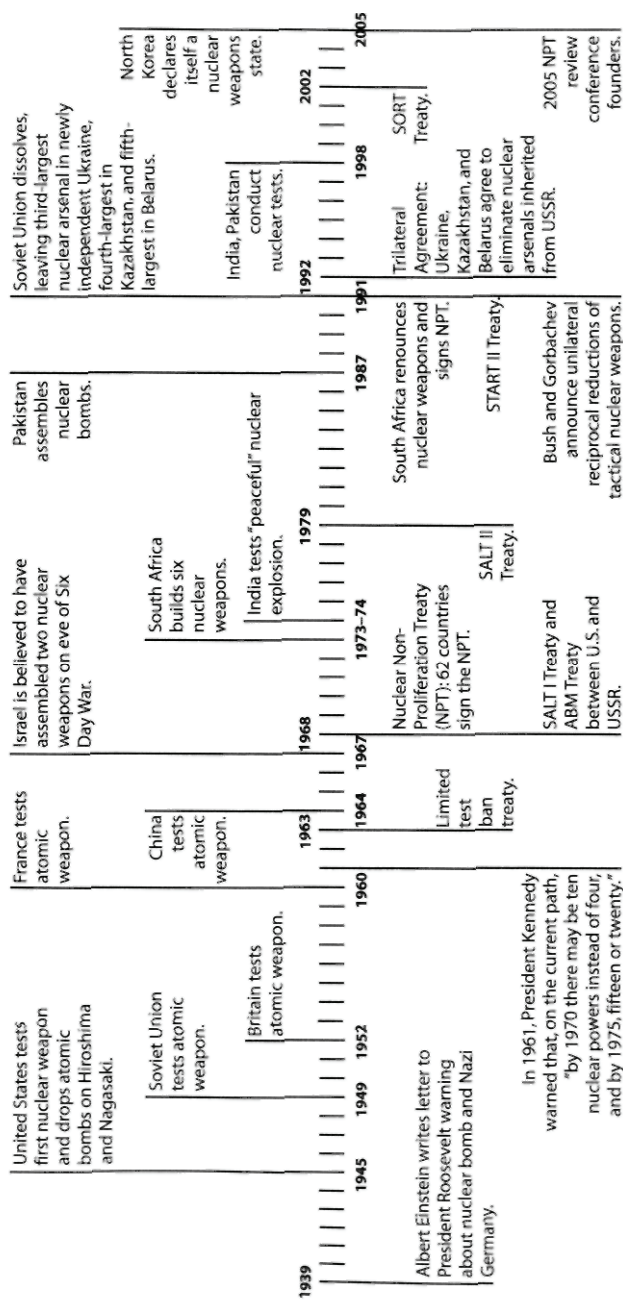 United States tests
first nuclear weapon
and drops atomic
bombs on Hiroshima
and Nagasaki.
Soviet Union
tests atomic
weapon.
Britain tests
atomic weapon.
France tests
atomic
weapon.
China
tests
atomic
weapon.
Israel is believed to have
assembled two nuclear
weapons on eve of Six
Day War.
South Africa
builds six
nuclear
weapons.
India tests "peaceful" nuclear
explosion.
Pakistan
assembles
nuclear
bombs.
Soviet Union dissolves,
leaving third-largest
nuclear arsenal in newly
independent Ukraine,
fourth-largest in
Kazakhstan, and fifth-
largest in Belarus.
India, Pakistan
conduct
nuclear tests.
North
Korea
declares
itself a
nuclear
weapons
state.
1939
1945
1949
1952
1960
1963
1964
1967
1968
1973–74
1979
1987
1991
1992
1998
2002
2005
Albert Einstein writes letter to
President Roosevelt warning
about nuclear bomb and Nazi
Germany.
In 1961, President Kennedy
warned that, on the current path,
"by 1970 there may be ten
nuclear powers instead of four,
and by 1975, fifteen or twenty."
Limited
test
ban
treaty.
Nuclear Non-
Proliferation Treaty
(NPT): 62 countries
sign the NPT.
SALT I Treaty and
ABM Treaty
between U.S. and
USSR.
SALT II
Treaty.
South Africa renounces
nuclear weapons and
signs NPT.
START II Treaty.
Bush and Gorbachev
announce unilateral
reciprocal reductions of
tactical nuclear weapons.
Trilateral
Agreement:
Ukraine,
Kazakhstan, and
Belarus agree to
eliminate nuclear
arsenals inherited
from USSR.
SORT
Treaty.
2005 NPT
review
conference
founders.